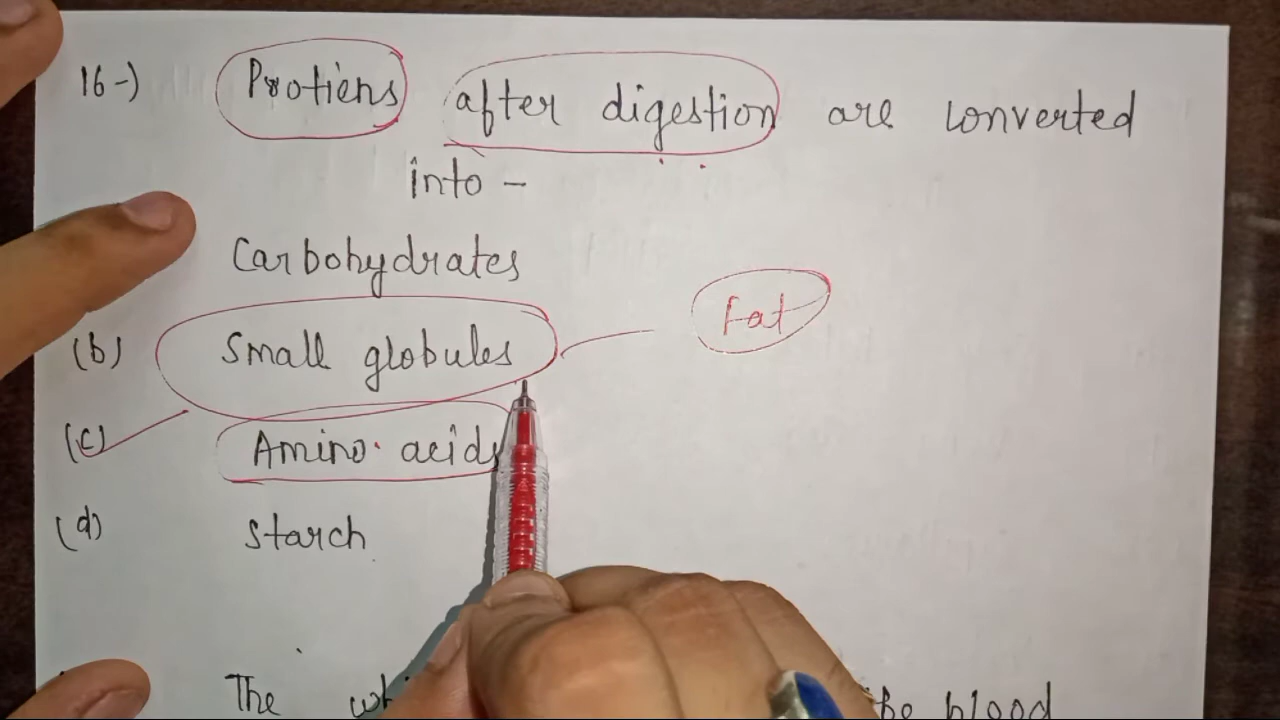 16-) Protiens after digestion are converted
into -
Carbohydrates
(b) Small globules
Fat
(c) Amino acids
(d) Starch
The blood